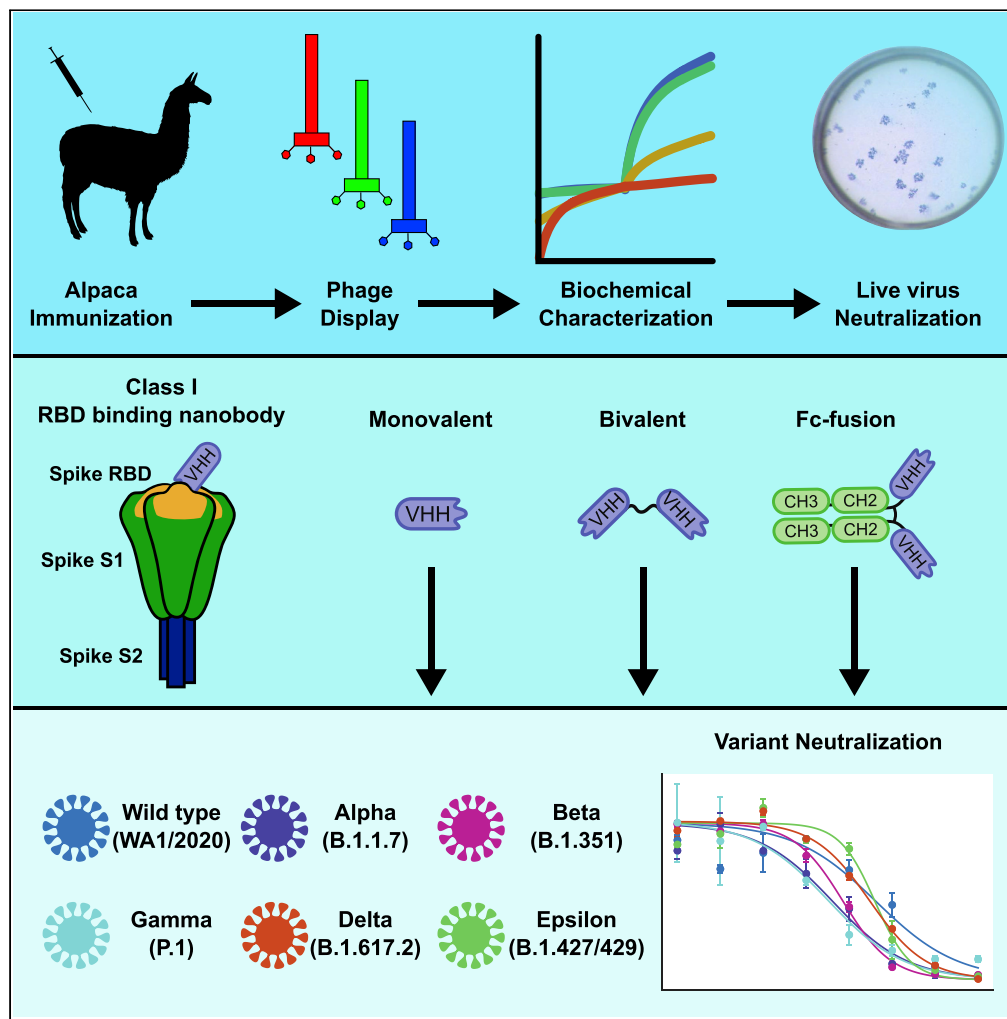 Alpaca
Immunization
Phage
Display
Biochemical
Characterization
Live virus
Neutralization
Class I
RBD binding nanobody
Monovalent
Bivalent
Fc-fusion
Spike RBD
VHH
Spike S1
Spike S2
VHH
VHH
VHH
CH3
CH2
VHH
CH3
CH2
VHH
Variant Neutralization
Wild type
(WA1/2020)
Alpha
(B.1.1.7)
Beta
(B.1.351)
Gamma
(P.1)
Delta
(B.1.617.2)
Epsilon
(B.1.427/429)